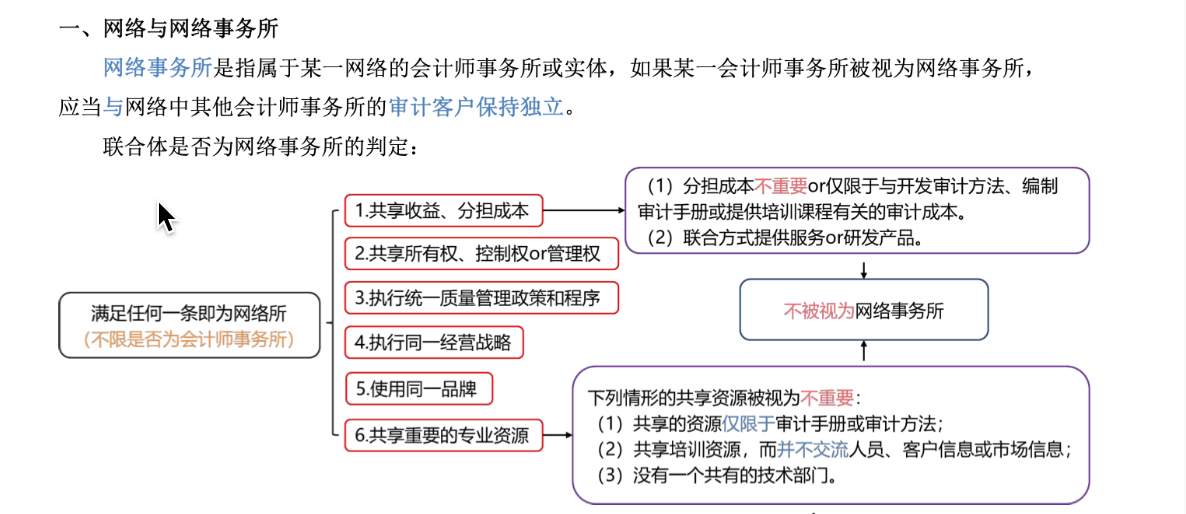 一、网络与网络事务所
网络事务所是指属于某一网络的会计师事务所或实体，如果某一会计师事务所被视为网络事务所，
应当与网络中其他会计师事务所的审计客户保持独立。
联合体是否为网络事务所的判定：
满足任何一条即为网络所
（不限是否为会计师事务所）
1.共享收益、分担成本
2.共享所有权、控制权or管理权
3.执行统一质量管理政策和程序
4.执行同一经营战略
5.使用同一品牌
6.共享重要的专业资源
（1）分担成本不重要or仅限于与开发审计方法、编制
审计手册或提供培训课程有关的审计成本。
（2）联合方式提供服务or研发产品。
不被视为网络事务所
下列情形的共享资源被视为不重要：
（1）共享的资源仅限于审计手册或审计方法；
（2）共享培训资源，而并不交流人员、客户信息或市场信息；
（3）没有一个共有的技术部门。